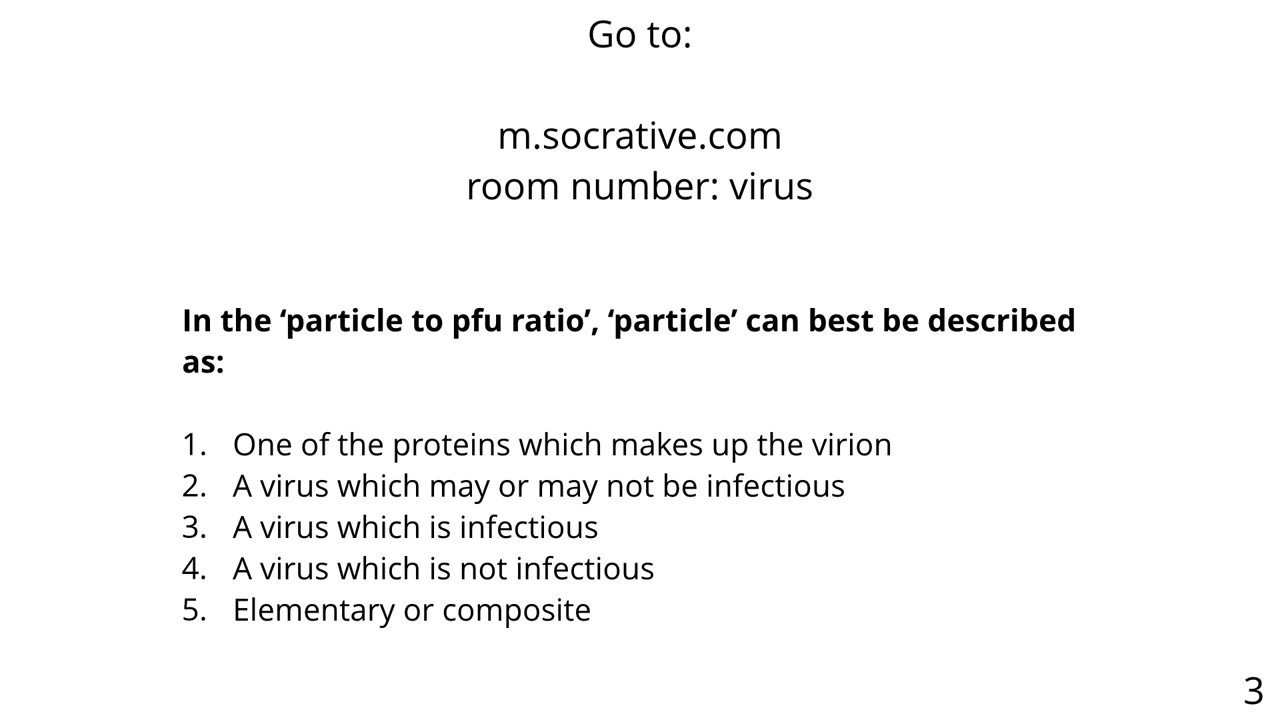 Go to:
m.socrative.com
room number: virus
In the ‘particle to pfu ratio’, ‘particle’ can best be described
as:
1. One of the proteins which makes up the virion
2. A virus which may or may not be infectious
3. A virus which is infectious
4. A virus which is not infectious
5. Elementary or composite
3